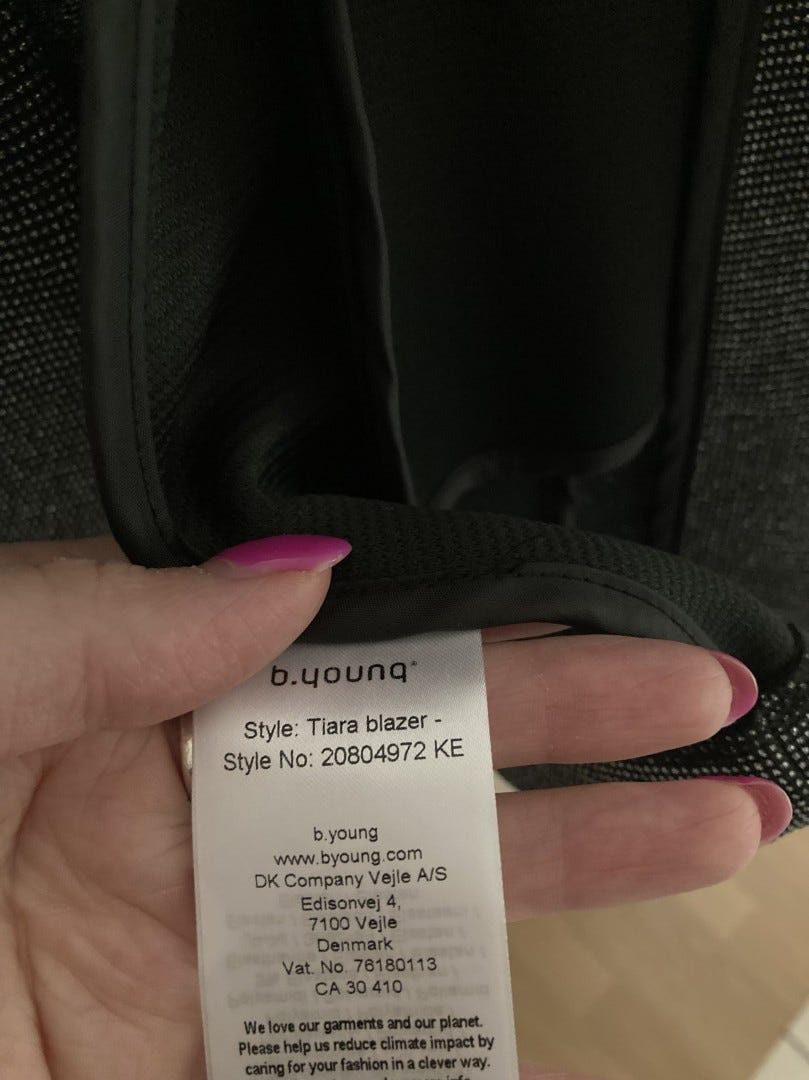 b.young®
Style: Tiara blazer -
Style No: 20804972 KE
b.young
www.byoung.com
DK Company Vejle A/S
Edisonvej 4,
7100 Vejle
Denmark
Vat. No. 76180113
CA 30 410
We love our garments and our planet.
Please help us reduce climate impact by
caring for your fashion in a clever way.